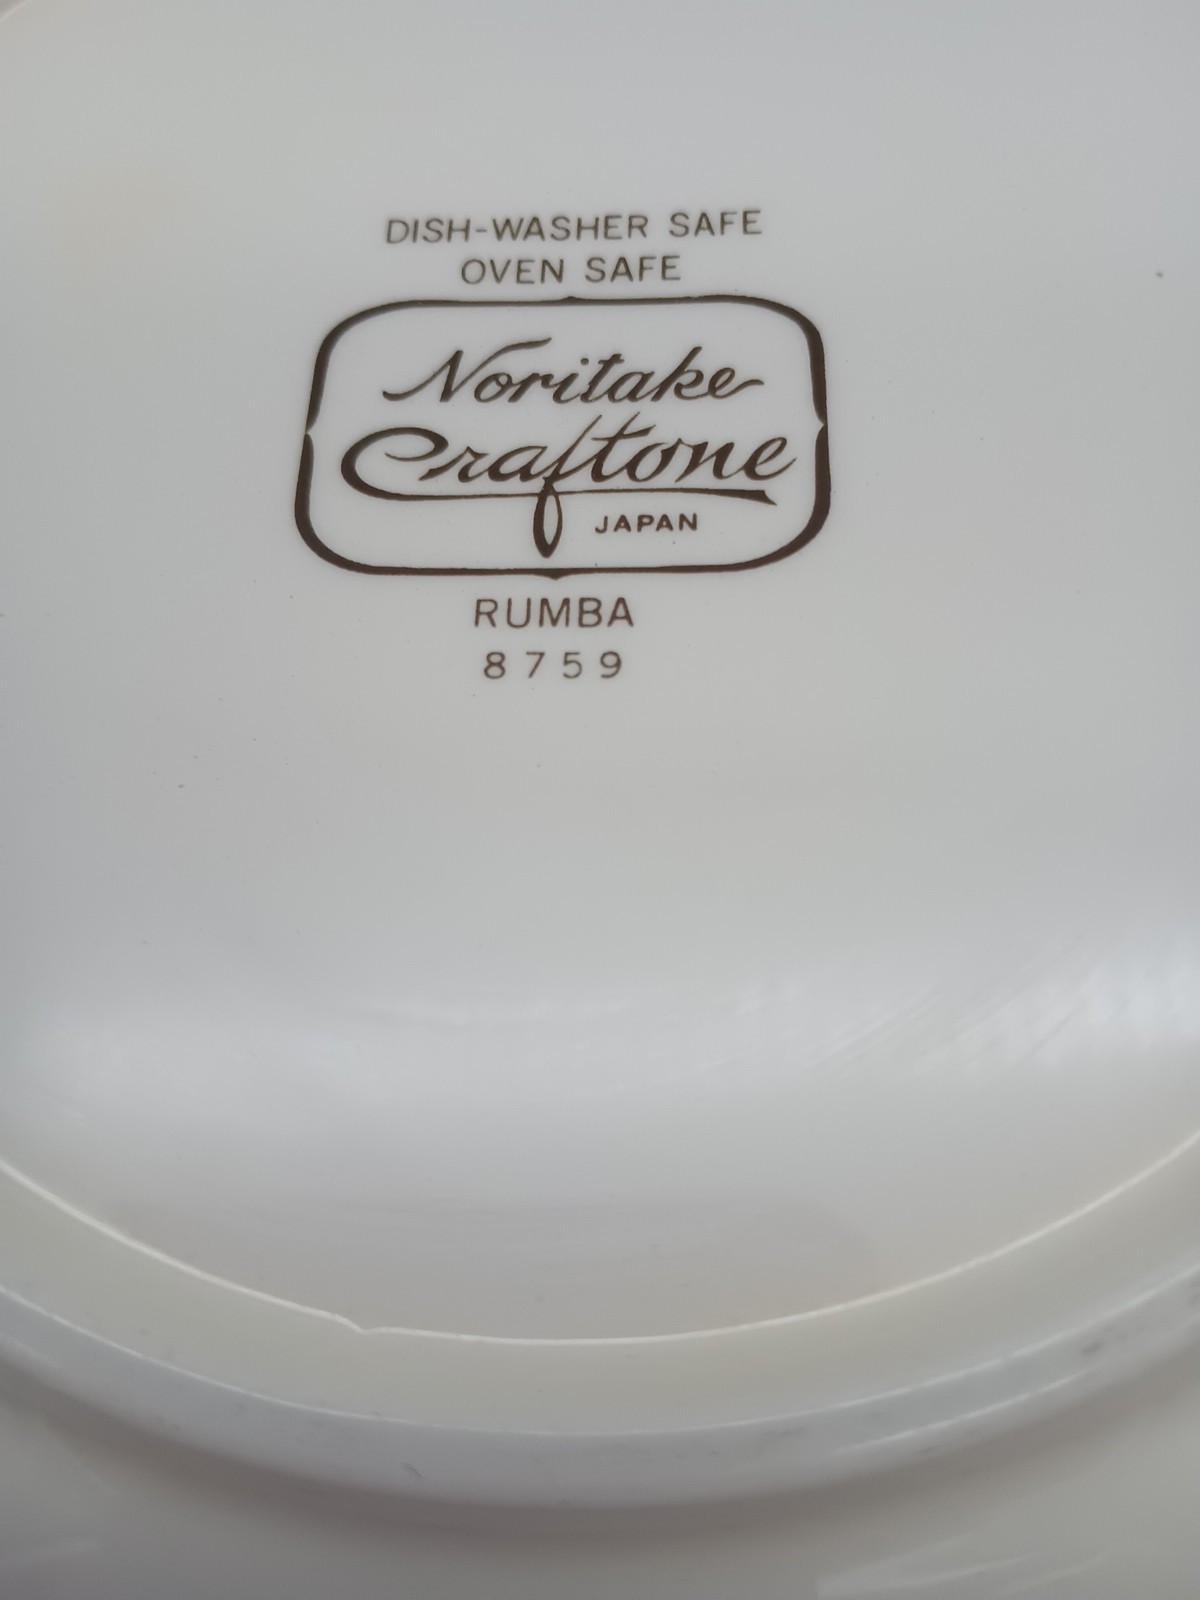 DISH-WASHER SAFE
OVEN SAFE
Noritake
Craftone
JAPAN
RUMBA
8759